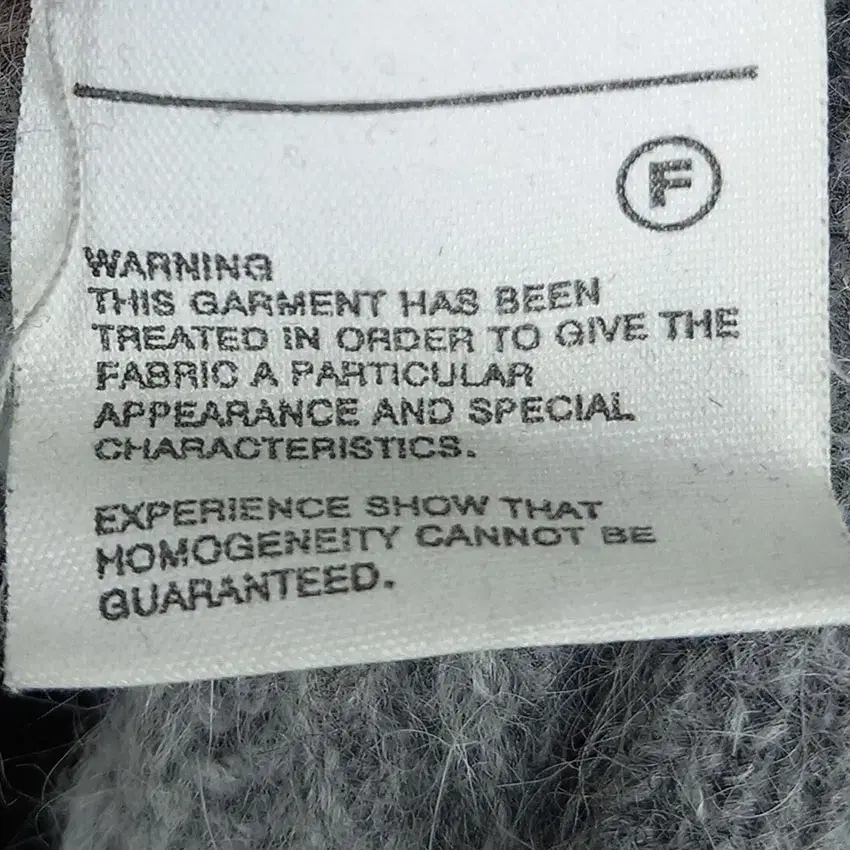 F
WARNING
THIS GARMENT HAS BEEN
TREATED IN ORDER TO GIVE THE
FABRIC A PARTICULAR
APPEARANCE AND SPECIAL
CHARACTERISTICS.
EXPERIENCE SHOW THAT
HOMOGENEITY CANNOT BE
GUARANTEED.